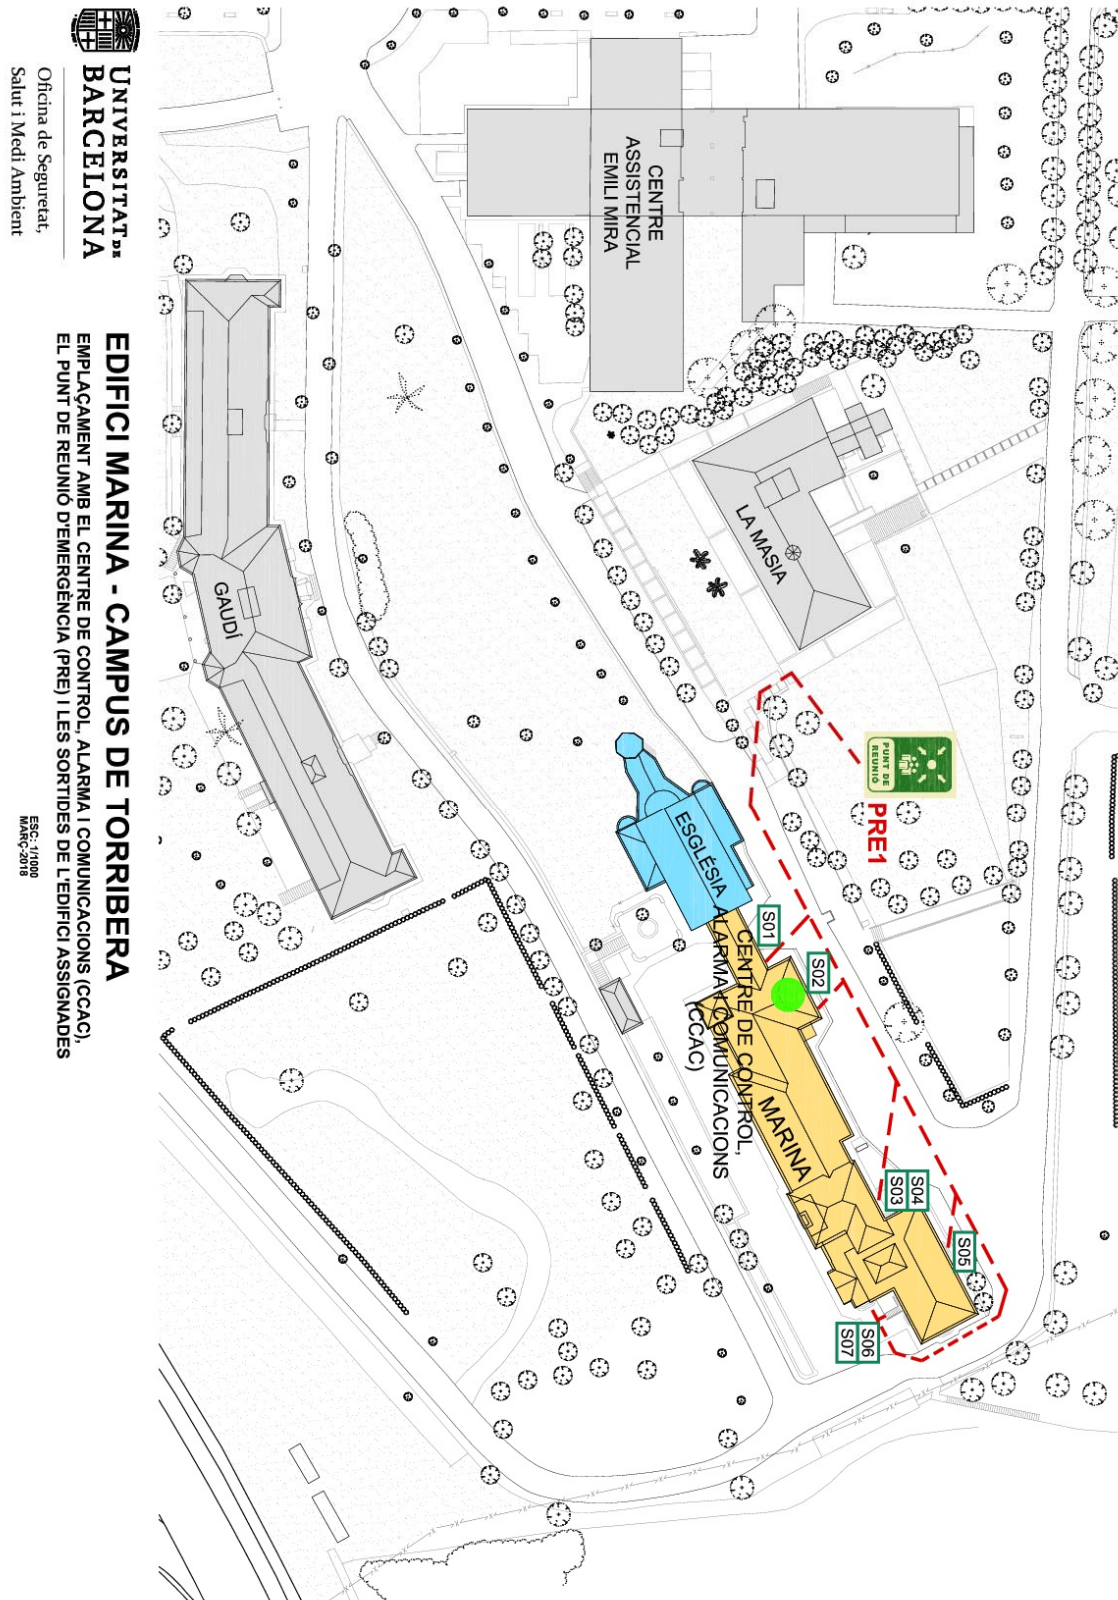 UNIVERSITAT DE
BARCELONA
Oficina de Seguretat,
Salut i Medi Ambient
EDIFICI MARINA - CAMPUS DE TORRIBERA
EMPLAÇAMENT AMB EL CENTRE DE CONTROL, ALARMA I COMUNICACIONS (CCAC),
EL PUNT DE REUNIÓ D'EMERGÈNCIA (PRE) I LES SORTIDES DE L'EDIFICI ASSIGNADES
ESC: 1/1000
MARÇ-2018
CENTRE
ASSISTENCIAL
EMILI MIRA
LA MASIA
GAUDÍ
PUNT DE
REUNIÓ
PRE1
ESGLÉSIA
CENTRE DE CONTROL,
ALARMA I COMUNICACIONS
(CCAC)
MARINA
S01
S02
S04
S03
S05
S06
S07